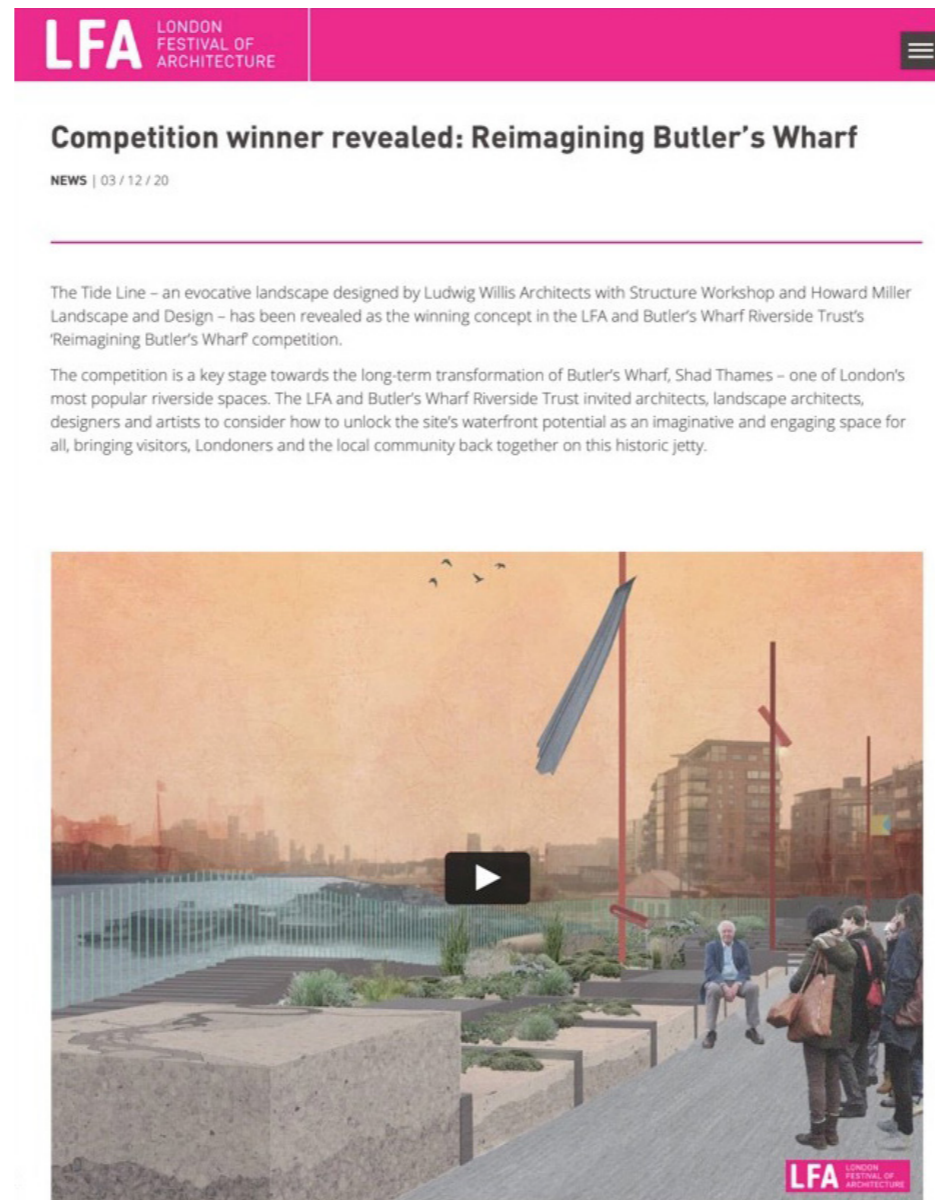 LFA
LONDON
FESTIVAL OF
ARCHITECTURE
Competition winner revealed: Reimagining Butler's Wharf
NEWS | 03 / 12 / 20
The Tide Line – an evocative landscape designed by Ludwig Willis Architects with Structure Workshop and Howard Miller
Landscape and Design – has been revealed as the winning concept in the LFA and Butler's Wharf Riverside Trust's
'Reimagining Butler's Wharf' competition.
The competition is a key stage towards the long-term transformation of Butler's Wharf, Shad Thames – one of London's
most popular riverside spaces. The LFA and Butler's Wharf Riverside Trust invited architects, landscape architects,
designers and artists to consider how to unlock the site's waterfront potential as an imaginative and engaging space for
all, bringing visitors, Londoners and the local community back together on this historic jetty.
LFA
LONDON
FESTIVAL OF
ARCHITECTURE